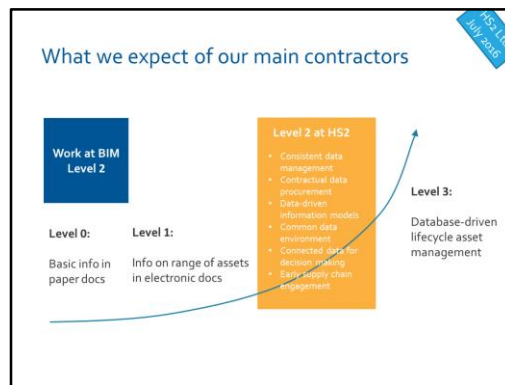 What we expect of our main contractors
HS2 Ltd
July 2016
Work at BIM
Level 2
Level 0:
Basic info in
paper docs
Level 1:
Info on range of assets
in electronic docs
Level 2 at HS2
• Consistent data
management
• Contractual data
procurement
• Data-driven
information models
• Common data
environment
• Connected data for
decision making
• Early supply chain
engagement
Level 3:
Database-driven
lifecycle asset
management